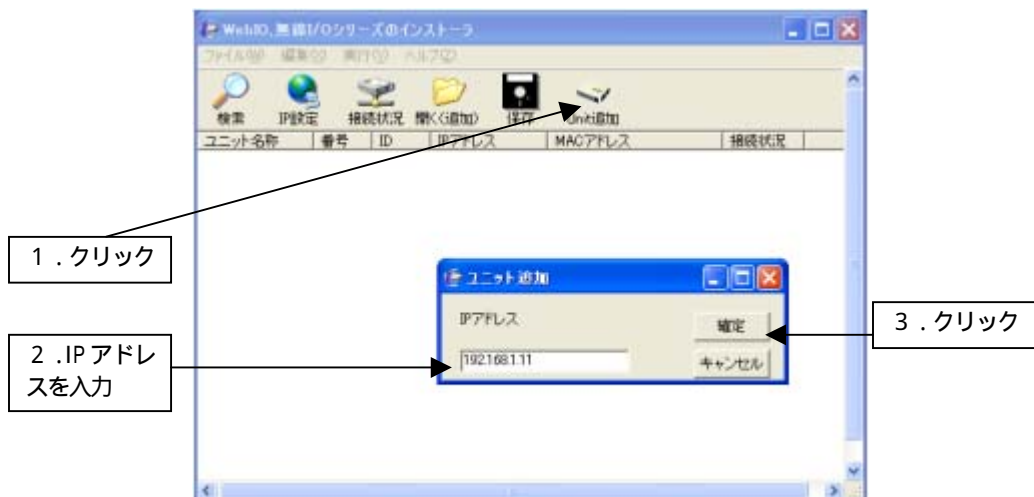 WebIO,無線I/Oシリーズのインストーラ
ファイル(W) 編集(X) 実行(Y) ヘルプ(Z)
検索 IP設定 接続状況 開く(追加) 保存 Unit追加
ユニット名称 番号 ID IPアドレス MACアドレス 接続状況
1.クリック
ユニット追加
IPアドレス
確定
3.クリック
2.IPアドレ
スを入力
192.168.1.11
キャンセル